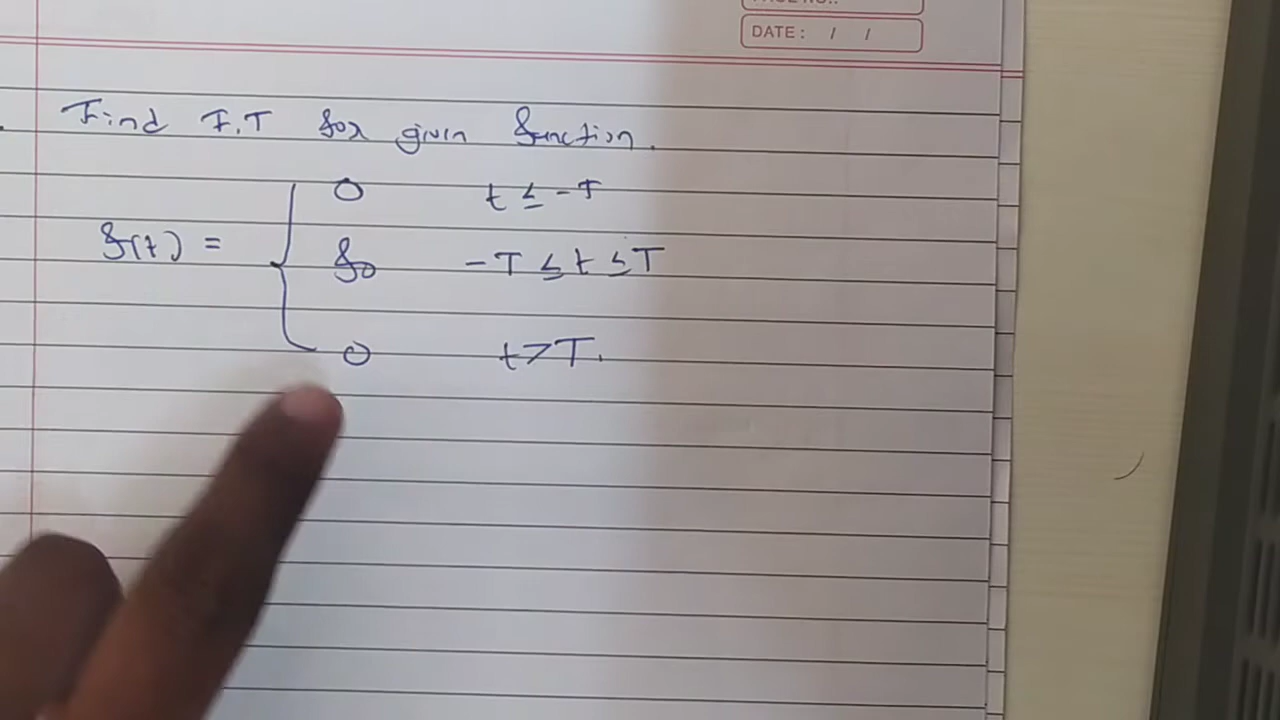 DATE: / /
Find F.T for given function.
0 t ≤ -T
f(t) = { f0 -T ≤ t ≤ T
0 t > T.